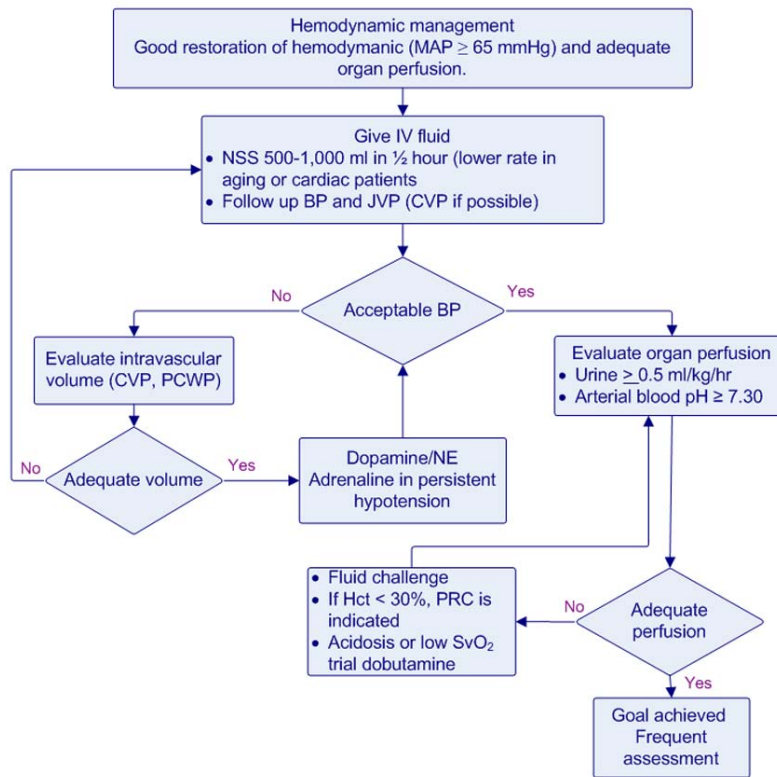 Hemodynamic management
Good restoration of hemodymanic (MAP ≥ 65 mmHg) and adequate
organ perfusion.
Give IV fluid
• NSS 500-1,000 ml in ½ hour (lower rate in
aging or cardiac patients
• Follow up BP and JVP (CVP if possible)
No
Acceptable BP
Yes
Evaluate intravascular
volume (CVP, PCWP)
Evaluate organ perfusion
• Urine ≥ 0.5 ml/kg/hr
• Arterial blood pH ≥ 7.30
No
Adequate volume
Yes
Dopamine/NE
Adrenaline in persistent
hypotension
• Fluid challenge
• If Hct < 30%, PRC is
indicated
• Acidosis or low SvO₂
trial dobutamine
No
Adequate
perfusion
Yes
Goal achieved
Frequent
assessment